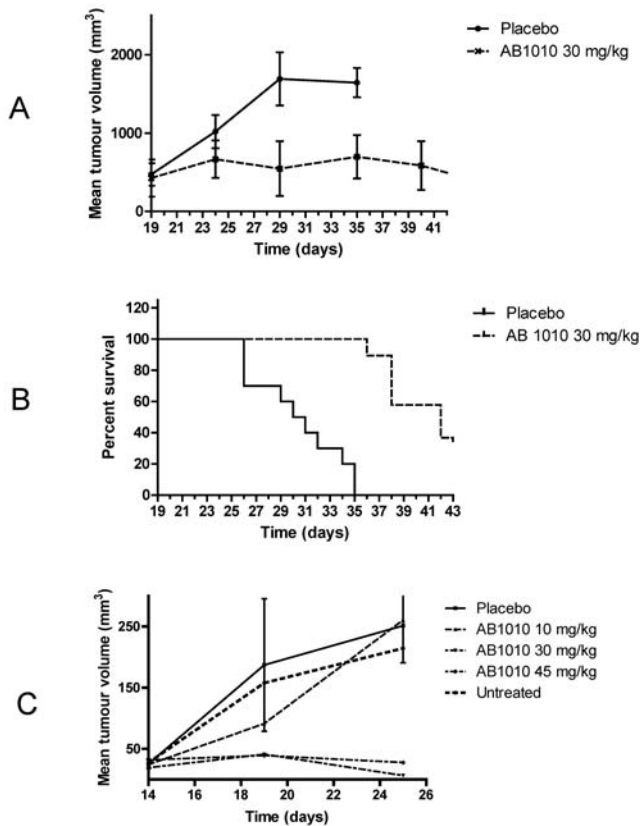 A
Mean tumour volume (mm³)
2000
1000
0
19 21 23 25 27 29 31 33 35 37 39 41
Time (days)
Placebo
AB1010 30 mg/kg
B
Percent survival
120
100
80
60
40
20
0
19 21 23 25 27 29 31 33 35 37 39 41 43
Time (days)
Placebo
AB 1010 30 mg/kg
C
Mean tumour volume (mm³)
250
150
50
14 16 18 20 22 24 26
Time (days)
Placebo
AB1010 10 mg/kg
AB1010 30 mg/kg
AB1010 45 mg/kg
Untreated